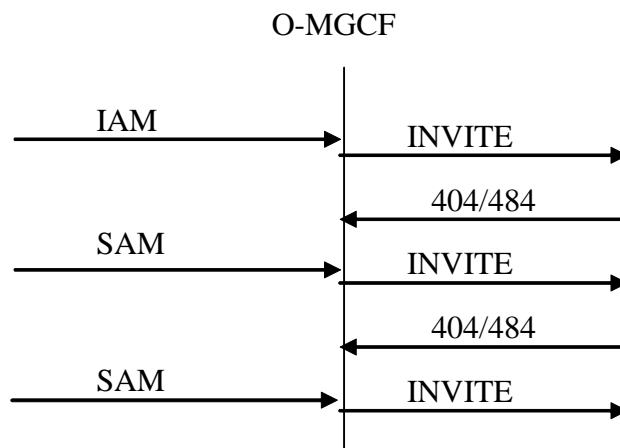 O-MGCF
IAM
INVITE
404/484
SAM
INVITE
404/484
SAM
INVITE